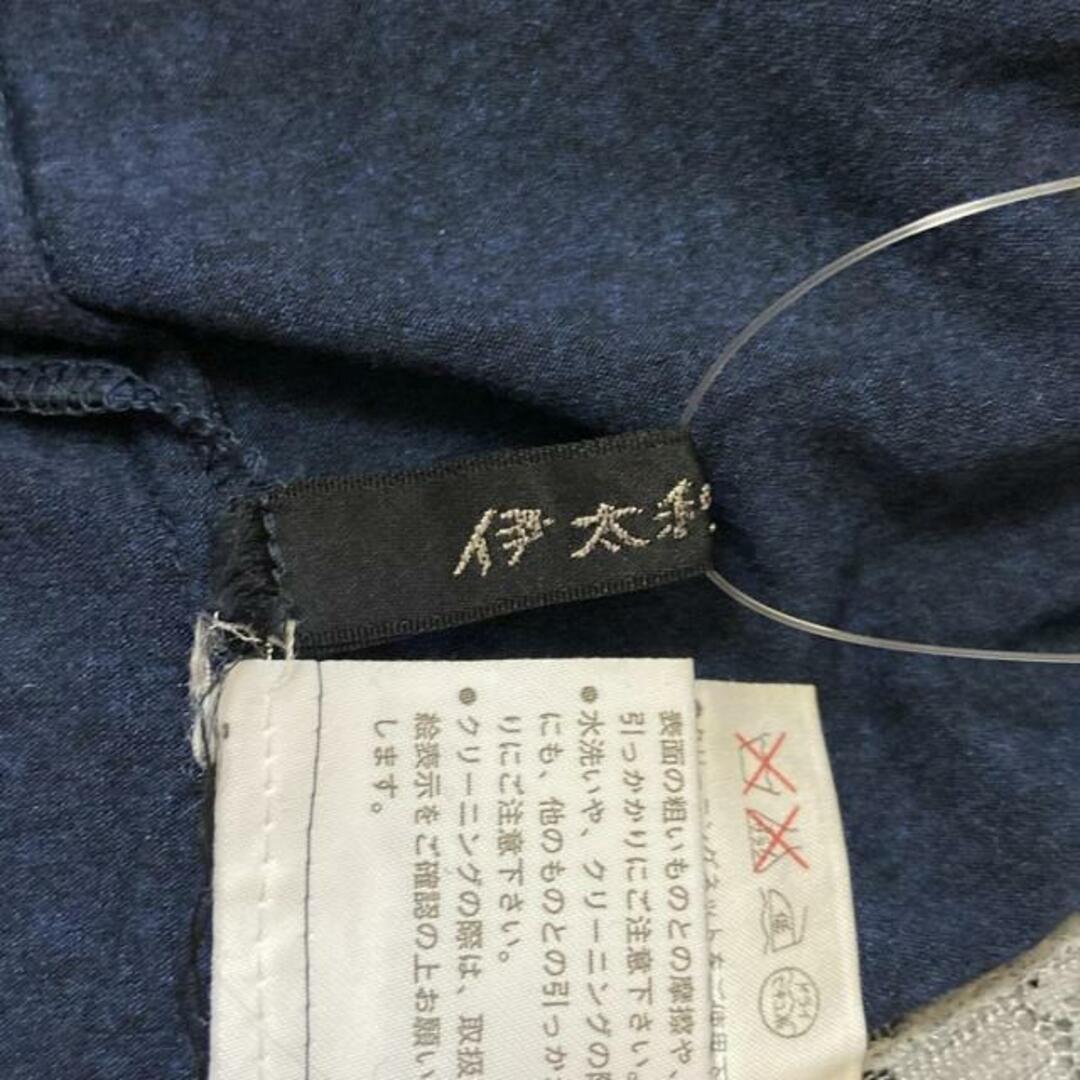 伊太利
表面の粗いものとの摩擦や、
引っかかりにご注意下さい。
●水洗いや、クリーニングの際
にも、他のものとの引っか
りにご注意下さい。
●クリーニングの際は、取扱
絵表示をご確認の上お願い
します。